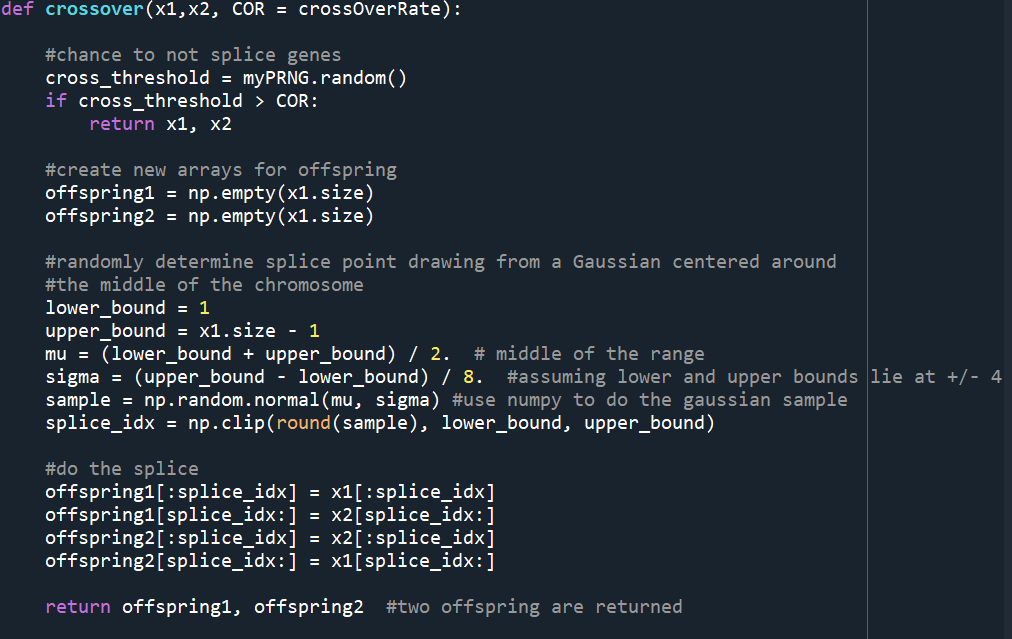 def crossover(x1,x2, COR = crossOverRate):
#chance to not splice genes
cross_threshold = myPRNG.random()
if cross_threshold > COR:
return x1, x2
#create new arrays for offspring
offspring1 = np.empty(x1.size)
offspring2 = np.empty(x1.size)
#randomly determine splice point drawing from a Gaussian centered around
#the middle of the chromosome
lower_bound = 1
upper_bound = x1.size - 1
mu = (lower_bound + upper_bound) / 2.  # middle of the range
sigma = (upper_bound - lower_bound) / 8.  #assuming lower and upper bounds lie at +/- 4
sample = np.random.normal(mu, sigma) #use numpy to do the gaussian sample
splice_idx = np.clip(round(sample), lower_bound, upper_bound)
#do the splice
offspring1[:splice_idx] = x1[:splice_idx]
offspring1[splice_idx:] = x2[splice_idx:]
offspring2[:splice_idx] = x2[:splice_idx]
offspring2[splice_idx:] = x1[splice_idx:]
return offspring1, offspring2  #two offspring are returned